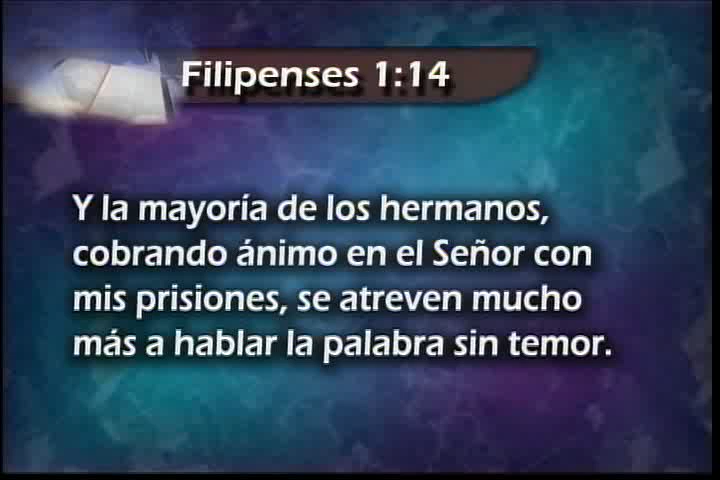 Filipenses 1:14
Y la mayoría de los hermanos,
cobrando ánimo en el Señor con
mis prisiones, se atreven mucho
más a hablar la palabra sin temor.